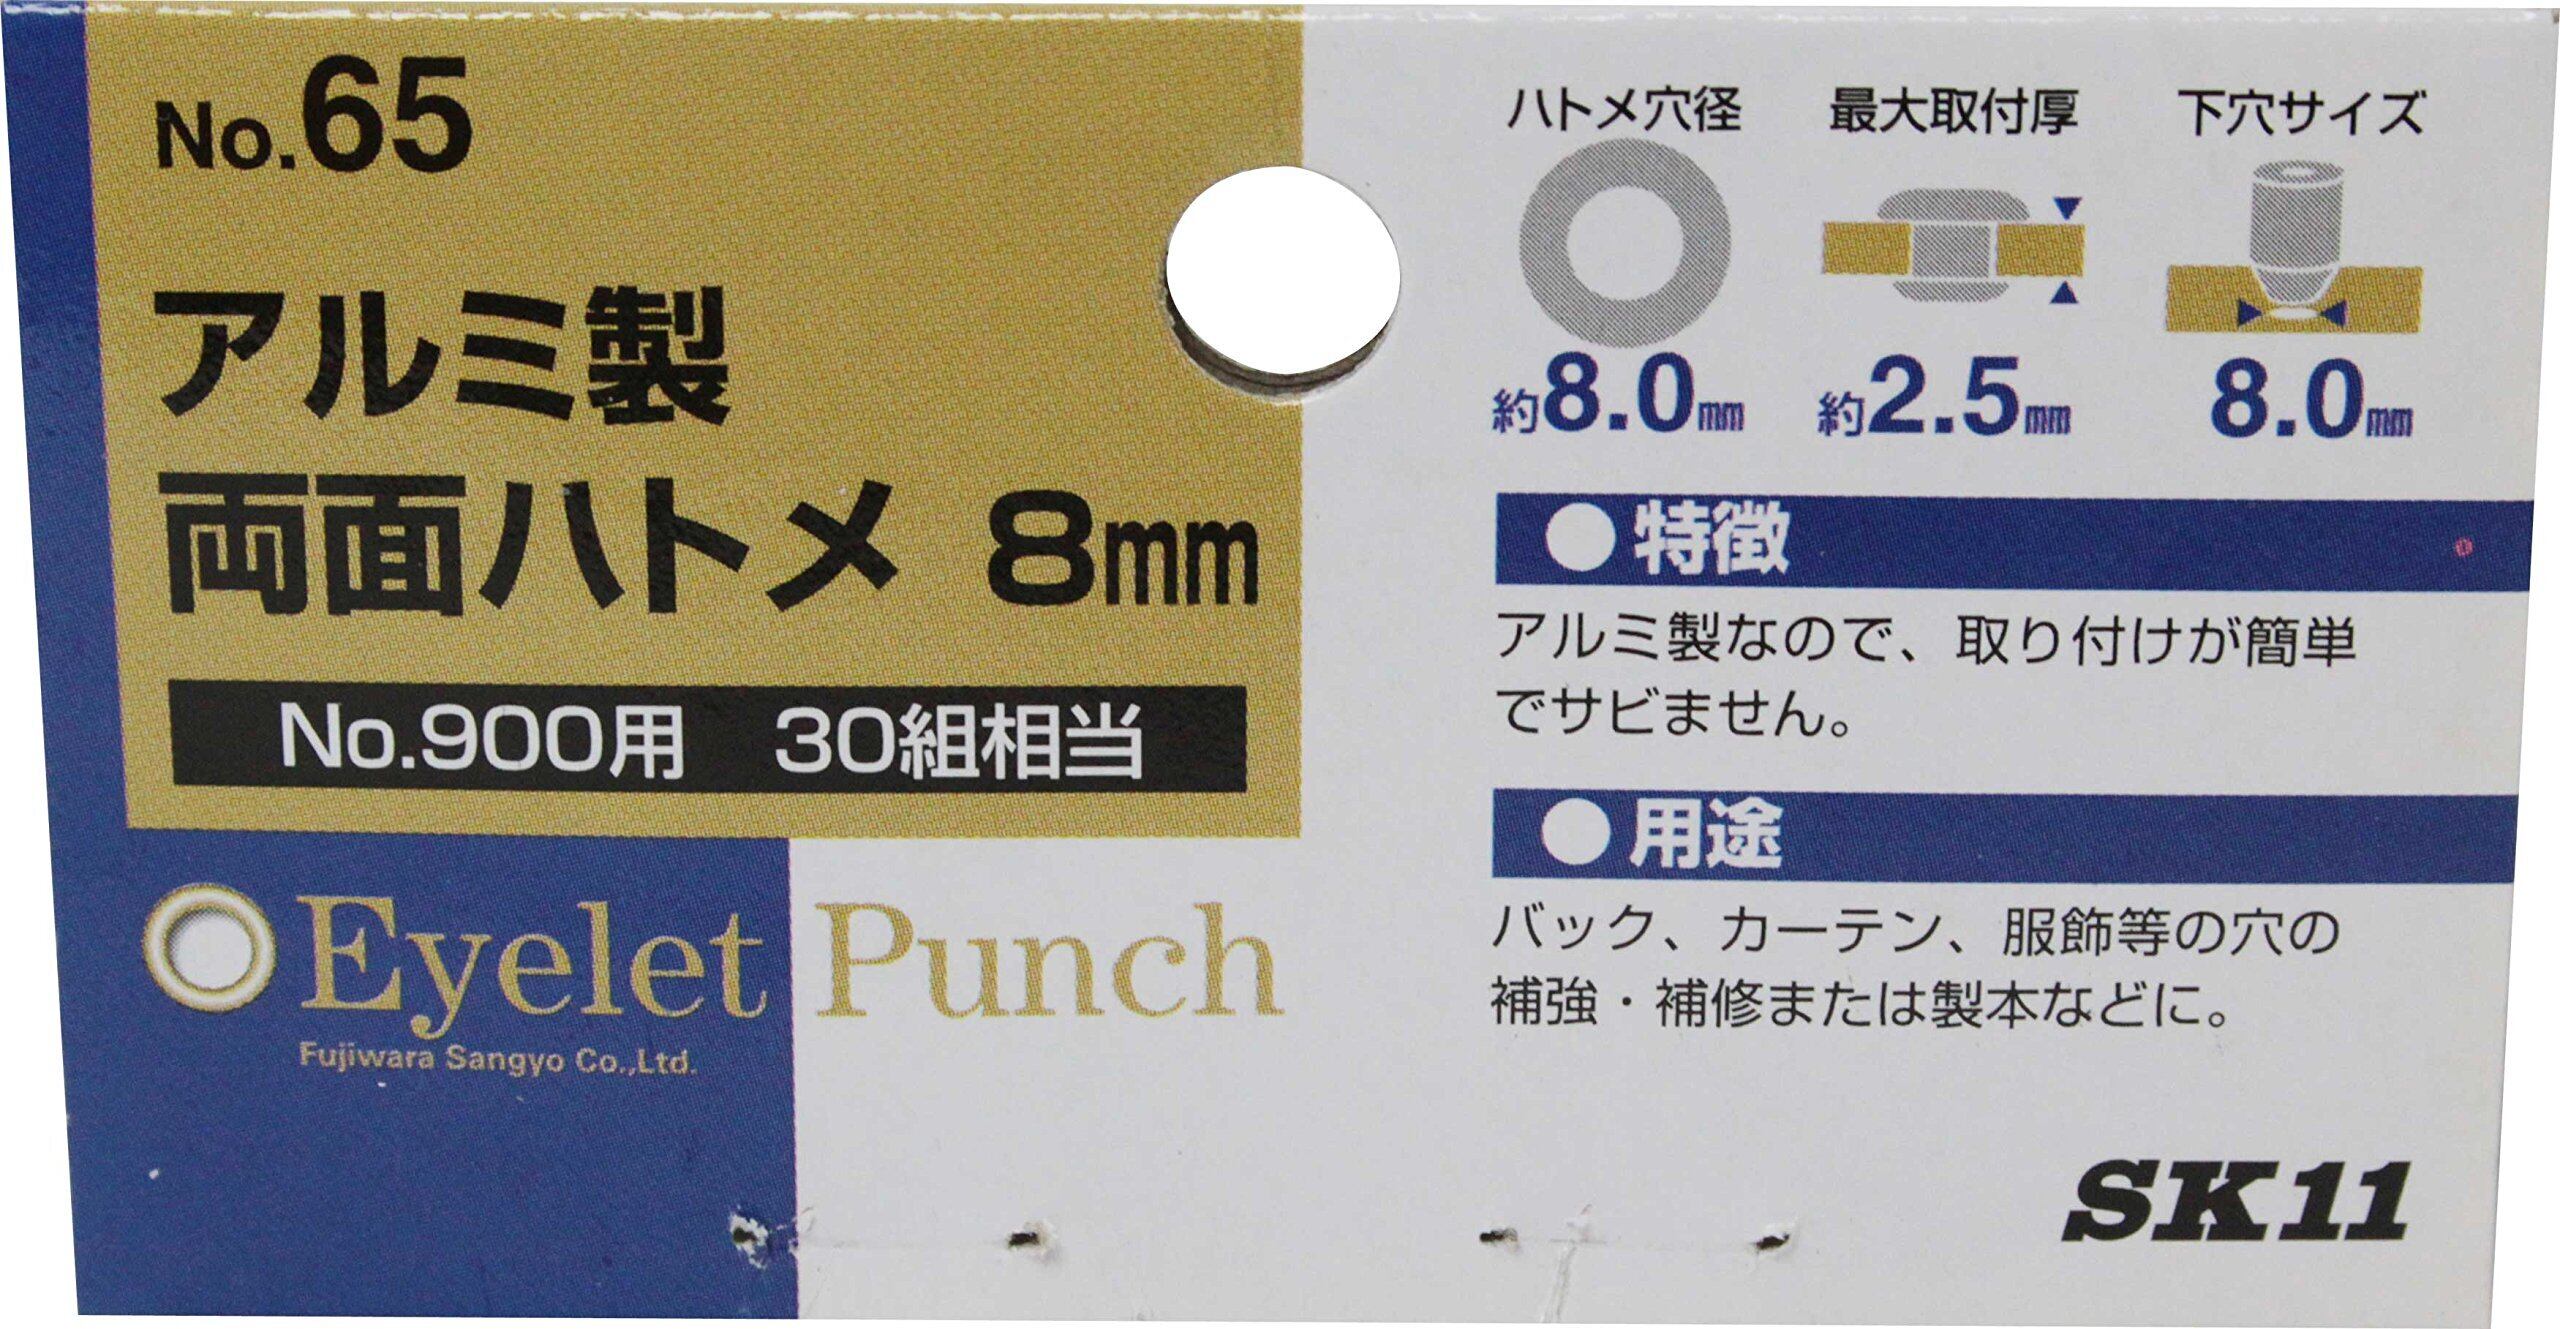 No.65
アルミ製
両面ハトメ 8mm
No.900用 30組相当
Eyelet Punch
Fujiwara Sangyo Co.,Ltd.
ハトメ穴径 最大取付厚 下穴サイズ
約8.0mm 約2.5mm 8.0mm
●特徴
アルミ製なので、取り付けが簡単
でサビません。
●用途
バック、カーテン、服飾等の穴の
補強・補修または製本などに。
SK11